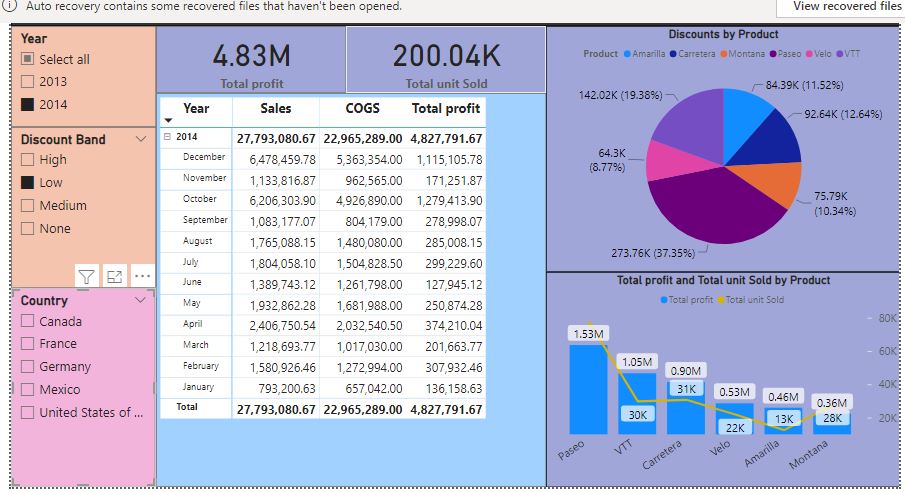 Auto recovery contains some recovered files that haven't been opened.
View recovered files
Year
Select all
2013
2014
Discount Band
High
Low
Medium
None
Country
Canada
France
Germany
Mexico
United States of ...
4.83M
Total profit
200.04K
Total unit Sold
Year Sales COGS Total profit
2014 27,793,080.67 22,965,289.00 4,827,791.67
December 6,478,459.78 5,363,354.00 1,115,105.78
November 1,133,816.87 962,565.00 171,251.87
October 6,206,303.90 4,926,890.00 1,279,413.90
September 1,083,177.07 804,179.00 278,998.07
August 1,765,088.15 1,480,080.00 285,008.15
July 1,804,058.10 1,504,828.50 299,229.60
June 1,389,743.12 1,261,798.00 127,945.12
May 1,932,862.28 1,681,988.00 250,874.28
April 2,406,750.54 2,032,540.50 374,210.04
March 1,218,693.77 1,017,030.00 201,663.77
February 1,580,926.46 1,272,994.00 307,932.46
January 793,200.63 657,042.00 136,158.63
Total 27,793,080.67 22,965,289.00 4,827,791.67
Discounts by Product
Product Amarilla Carretera Montana Paseo Velo VTT
84.39K (11.52%)
142.02K (19.38%)
92.64K (12.64%)
64.3K
(8.77%)
75.79K
(10.34%)
273.76K (37.35%)
Total profit and Total unit Sold by Product
Total profit Total unit Sold
80K
60K
40K
20K
1.53M
1.05M
0.90M
0.53M
0.46M
0.36M
30K
31K
22K
13K
28K
Paseo
VTT
Carretera
Velo
Amarilla
Montana